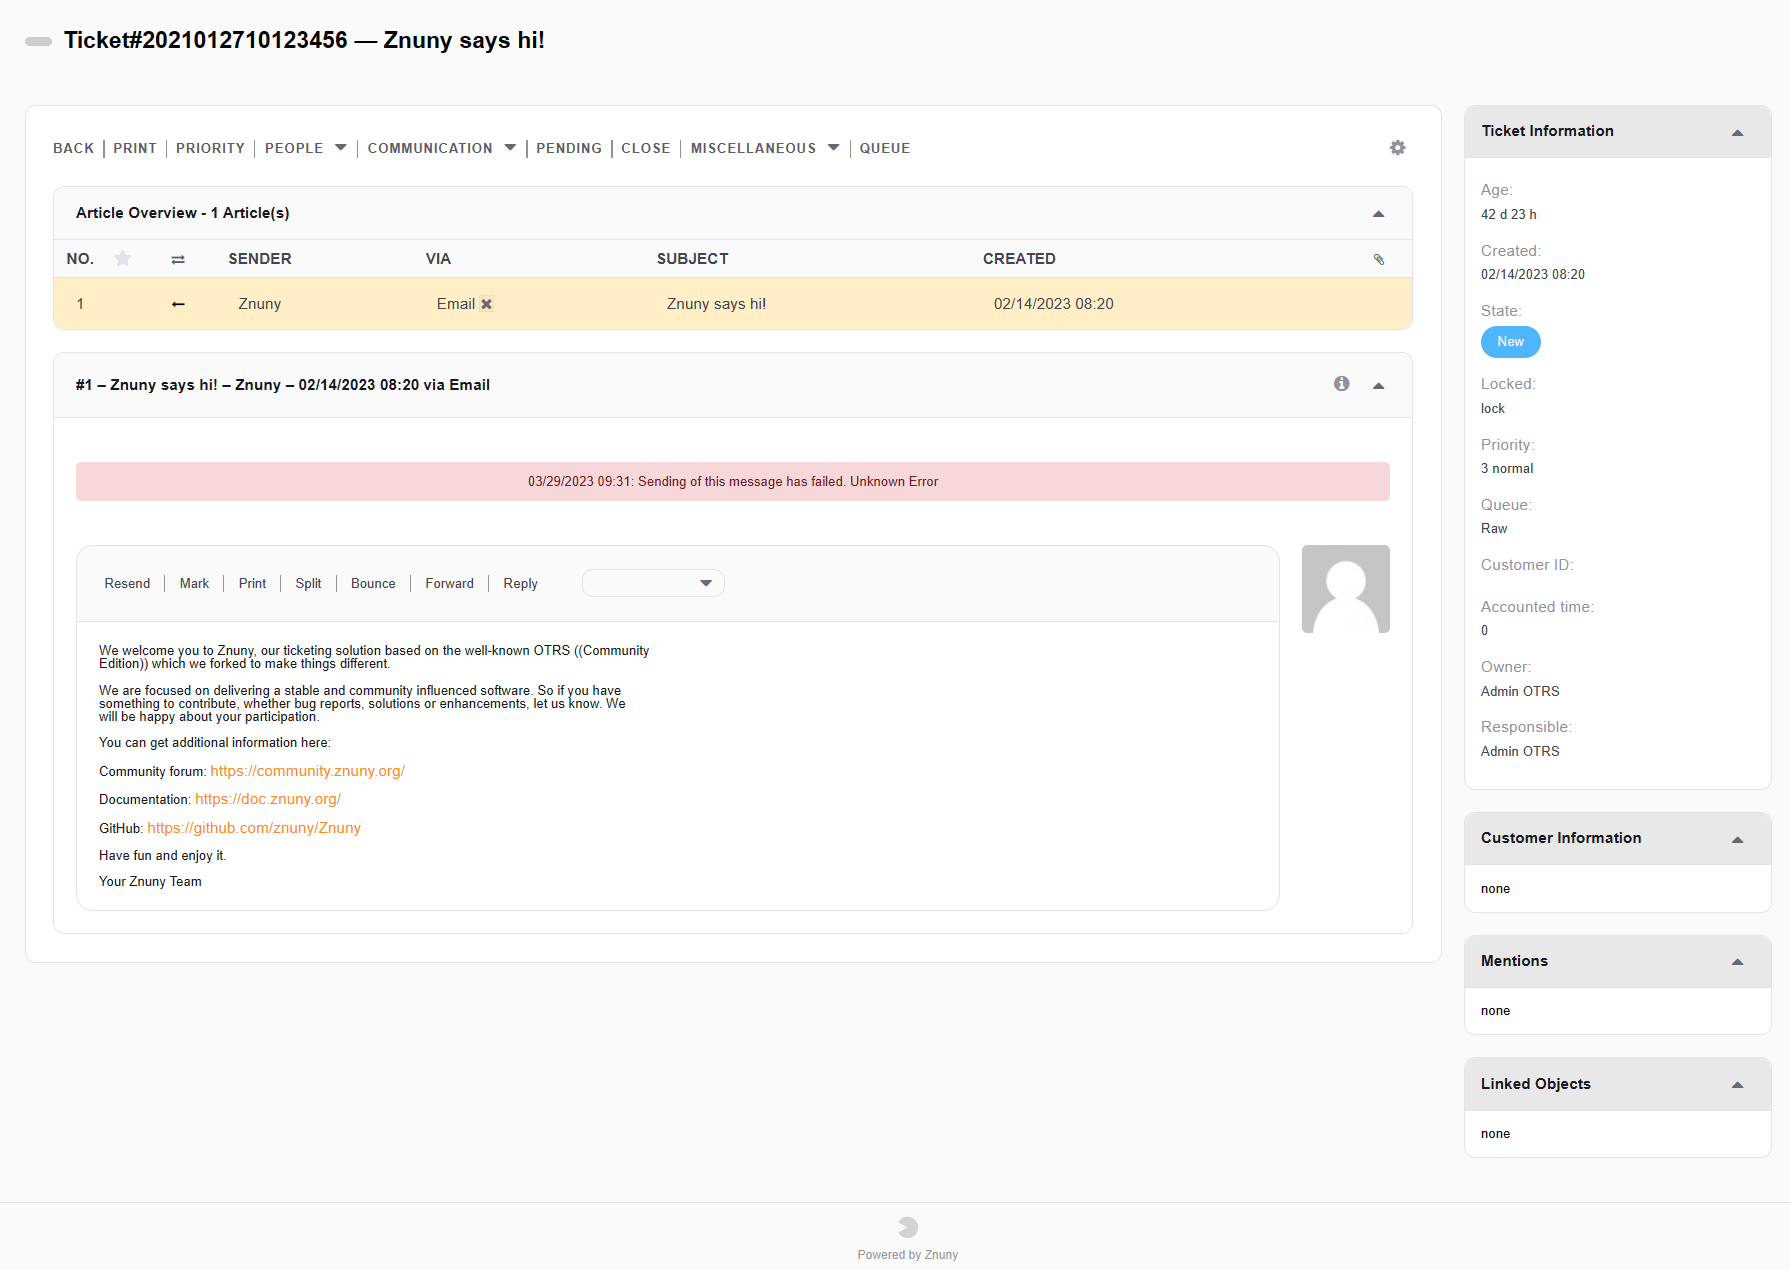 Ticket#2021012710123456 — Znuny says hi!
BACK PRINT PRIORITY PEOPLE COMMUNICATION PENDING CLOSE MISCELLANEOUS QUEUE
Article Overview - 1 Article(s)
NO. SENDER VIA SUBJECT CREATED
1 Znuny Email Znuny says hi! 02/14/2023 08:20
#1 – Znuny says hi! – Znuny – 02/14/2023 08:20 via Email
03/29/2023 09:31: Sending of this message has failed. Unknown Error
Resend Mark Print Split Bounce Forward Reply
We welcome you to Znuny, our ticketing solution based on the well-known OTRS ((Community
Edition)) which we forked to make things different.
We are focused on delivering a stable and community influenced software. So if you have
something to contribute, whether bug reports, solutions or enhancements, let us know. We
will be happy about your participation.
You can get additional information here:
Community forum: https://community.znuny.org/
Documentation: https://doc.znuny.org/
GitHub: https://github.com/znuny/Znuny
Have fun and enjoy it.
Your Znuny Team
Ticket Information
Age:
42 d 23 h
Created:
02/14/2023 08:20
State:
New
Locked:
lock
Priority:
3 normal
Queue:
Raw
Customer ID:
Accounted time:
0
Owner:
Admin OTRS
Responsible:
Admin OTRS
Customer Information
none
Mentions
none
Linked Objects
none
Powered by Znuny